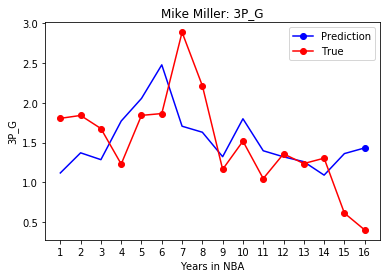 Mike Miller: 3P_G
Prediction
True
3P_G
3.0
2.5
2.0
1.5
1.0
0.5
1 2 3 4 5 6 7 8 9 10 11 12 13 14 15 16
Years in NBA